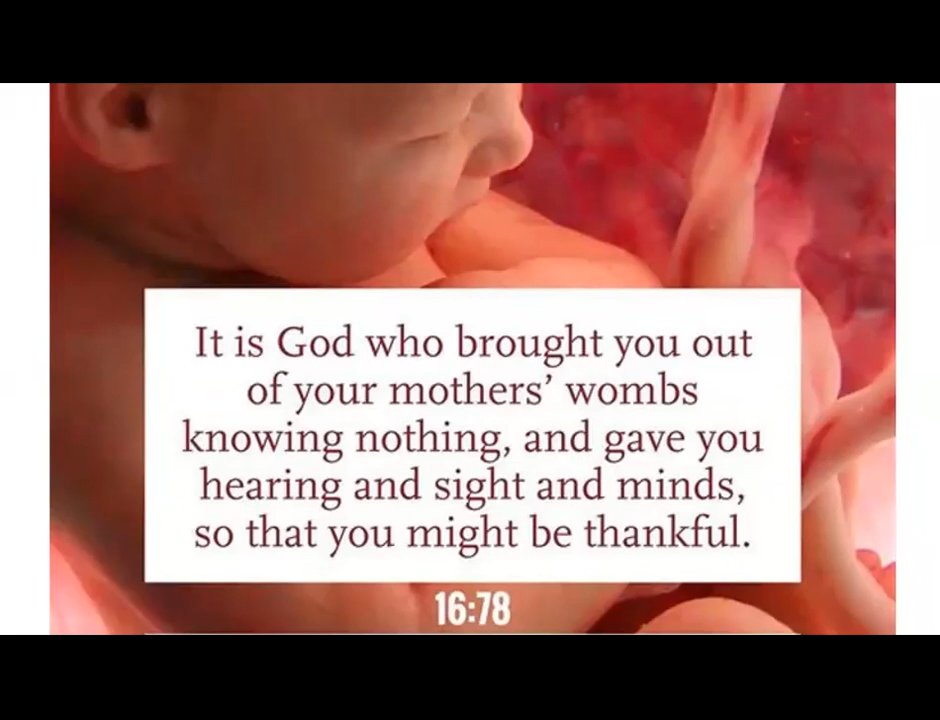 It is God who brought you out
of your mothers’ wombs
knowing nothing, and gave you
hearing and sight and minds,
so that you might be thankful.
16:78